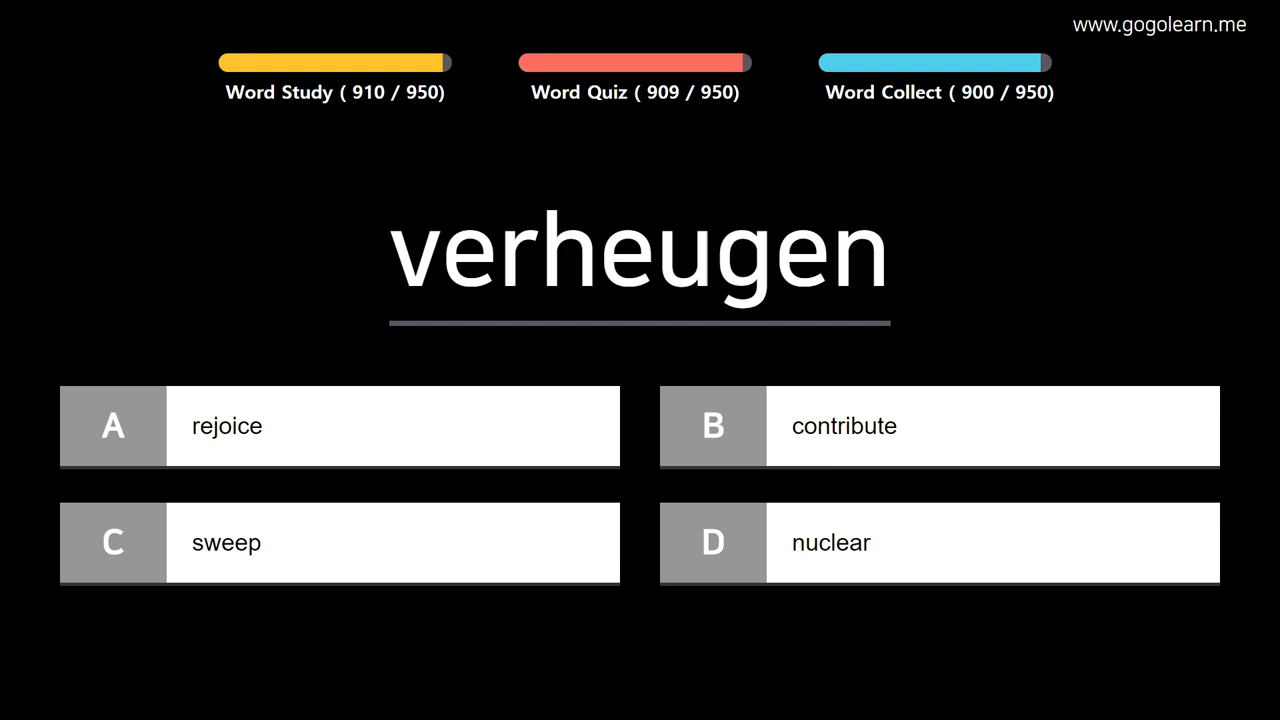 www.gogolearn.me
Word Study ( 910 / 950)
Word Quiz ( 909 / 950)
Word Collect ( 900 / 950)
verheugen
A rejoice
B contribute
C sweep
D nuclear